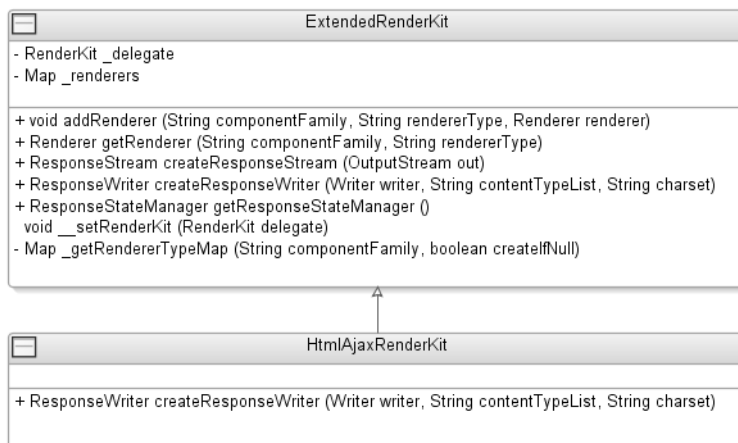 ExtendedRenderKit
- RenderKit _delegate
- Map _renderers
+ void addRenderer (String componentFamily, String rendererType, Renderer renderer)
+ Renderer getRenderer (String componentFamily, String rendererType)
+ ResponseStream createResponseStream (OutputStream out)
+ ResponseWriter createResponseWriter (Writer writer, String contentTypeList, String charset)
+ ResponseStateManager getResponseStateManager ()
void __setRenderKit (RenderKit delegate)
- Map _getRendererTypeMap (String componentFamily, boolean createIfNull)
HtmlAjaxRenderKit
+ ResponseWriter createResponseWriter (Writer writer, String contentTypeList, String charset)